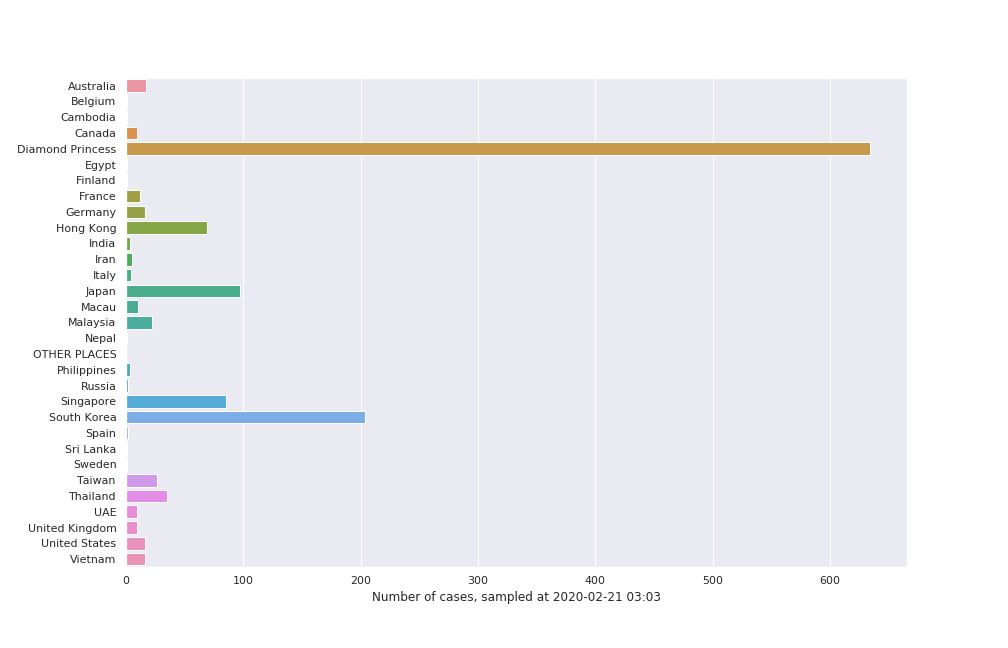 Australia
Belgium
Cambodia
Canada
Diamond Princess
Egypt
Finland
France
Germany
Hong Kong
India
Iran
Italy
Japan
Macau
Malaysia
Nepal
OTHER PLACES
Philippines
Russia
Singapore
South Korea
Spain
Sri Lanka
Sweden
Taiwan
Thailand
UAE
United Kingdom
United States
Vietnam
0 100 200 300 400 500 600
Number of cases, sampled at 2020-02-21 03:03